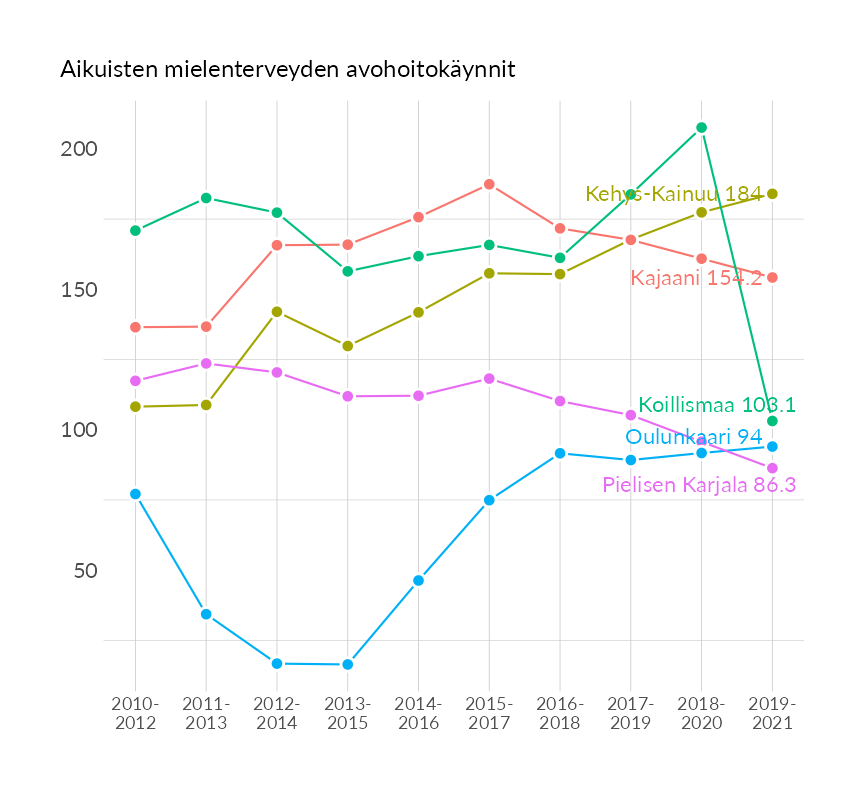 Aikuisten mielenterveyden avohoitokäynnit
200
150
100
50
Kehys-Kainuu 184
Kajaani 154.2
Koillismaa 103.1
Oulunkaari 94
Pielisen Karjala 86.3
2010- 2011- 2012- 2013- 2014- 2015- 2016- 2017- 2018- 2019-
2012 2013 2014 2015 2016 2017 2018 2019 2020 2021